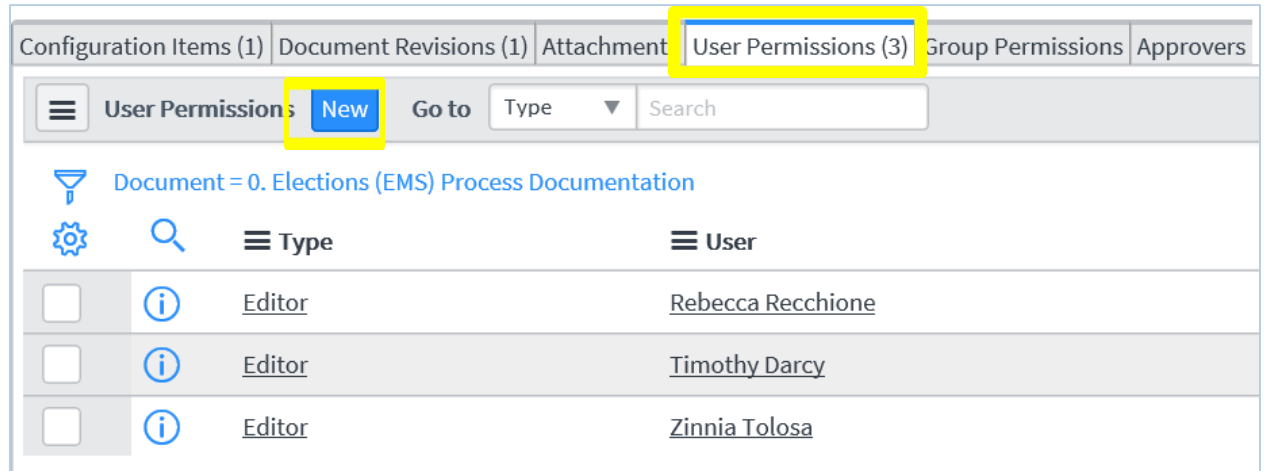 Configuration Items (1) Document Revisions (1) Attachment User Permissions (3) Group Permissions Approvers
User Permissions New Go to Type Search
Document = 0. Elections (EMS) Process Documentation
Type User
Editor Rebecca Recchione
Editor Timothy Darcy
Editor Zinnia Tolosa